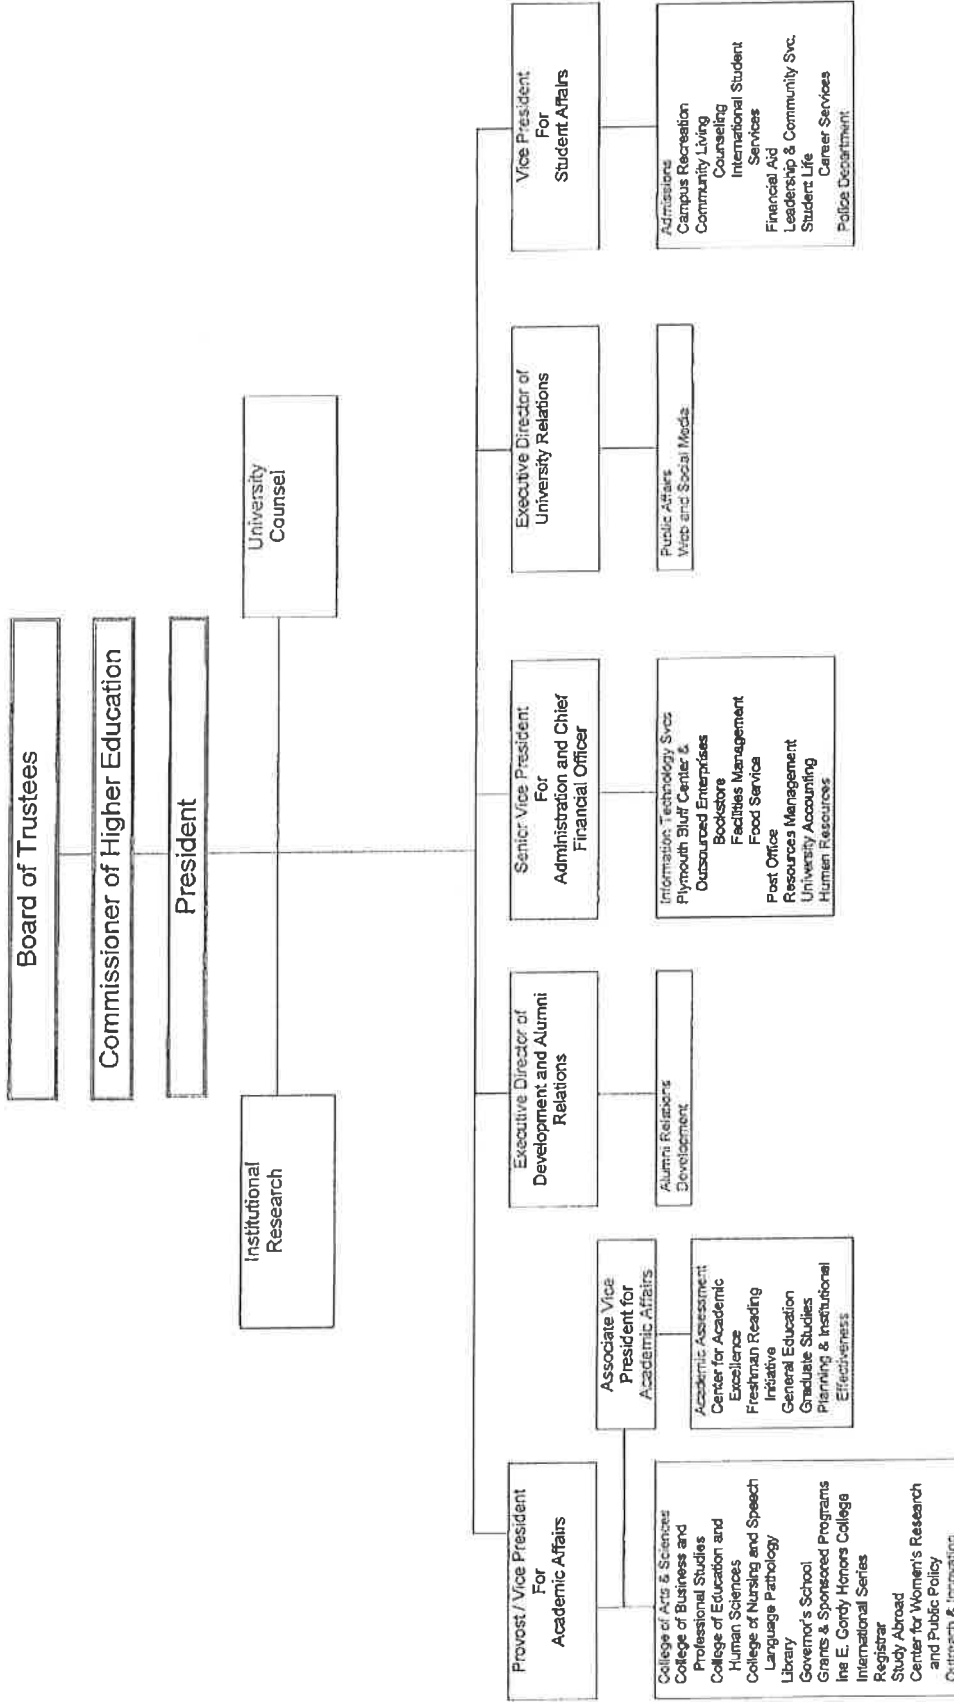 Board of Trustees
Commissioner of Higher Education
President
Institutional
Research
University
Counsel
Provost / Vice President
For
Academic Affairs
Executive Director of
Development and Alumni
Relations
Senior Vice President
For
Administration and Chief
Financial Officer
Executive Director of
University Relations
Vice President
For
Student Affairs
Associate Vice
President for
Academic Affairs
College of Arts & Sciences
College of Business and
Professional Studies
College of Education and
Human Sciences
College of Nursing and Speech
Language Pathology
Library
Governor's School
Grants & Sponsored Programs
Ina E. Gordy Honors College
International Series
Registrar
Study Abroad
Center for Women's Research
and Public Policy
Outreach & Innovation
Academic Assessment
Center for Academic
Excellence
Freshman Reading
Initiative
General Education
Graduate Studies
Planning & Institutional
Effectiveness
Alumni Relations
Development
Information Technology Svcs
Plymouth Bluff Center &
Outsourced Enterprises
Bookstore
Facilities Management
Food Service
Post Office
Resources Management
University Accounting
Human Resources
Public Affairs
Web and Social Media
Admissions
Campus Recreation
Community Living
Counseling
International Student
Services
Financial Aid
Leadership & Community Svc.
Student Life
Career Services
Police Department